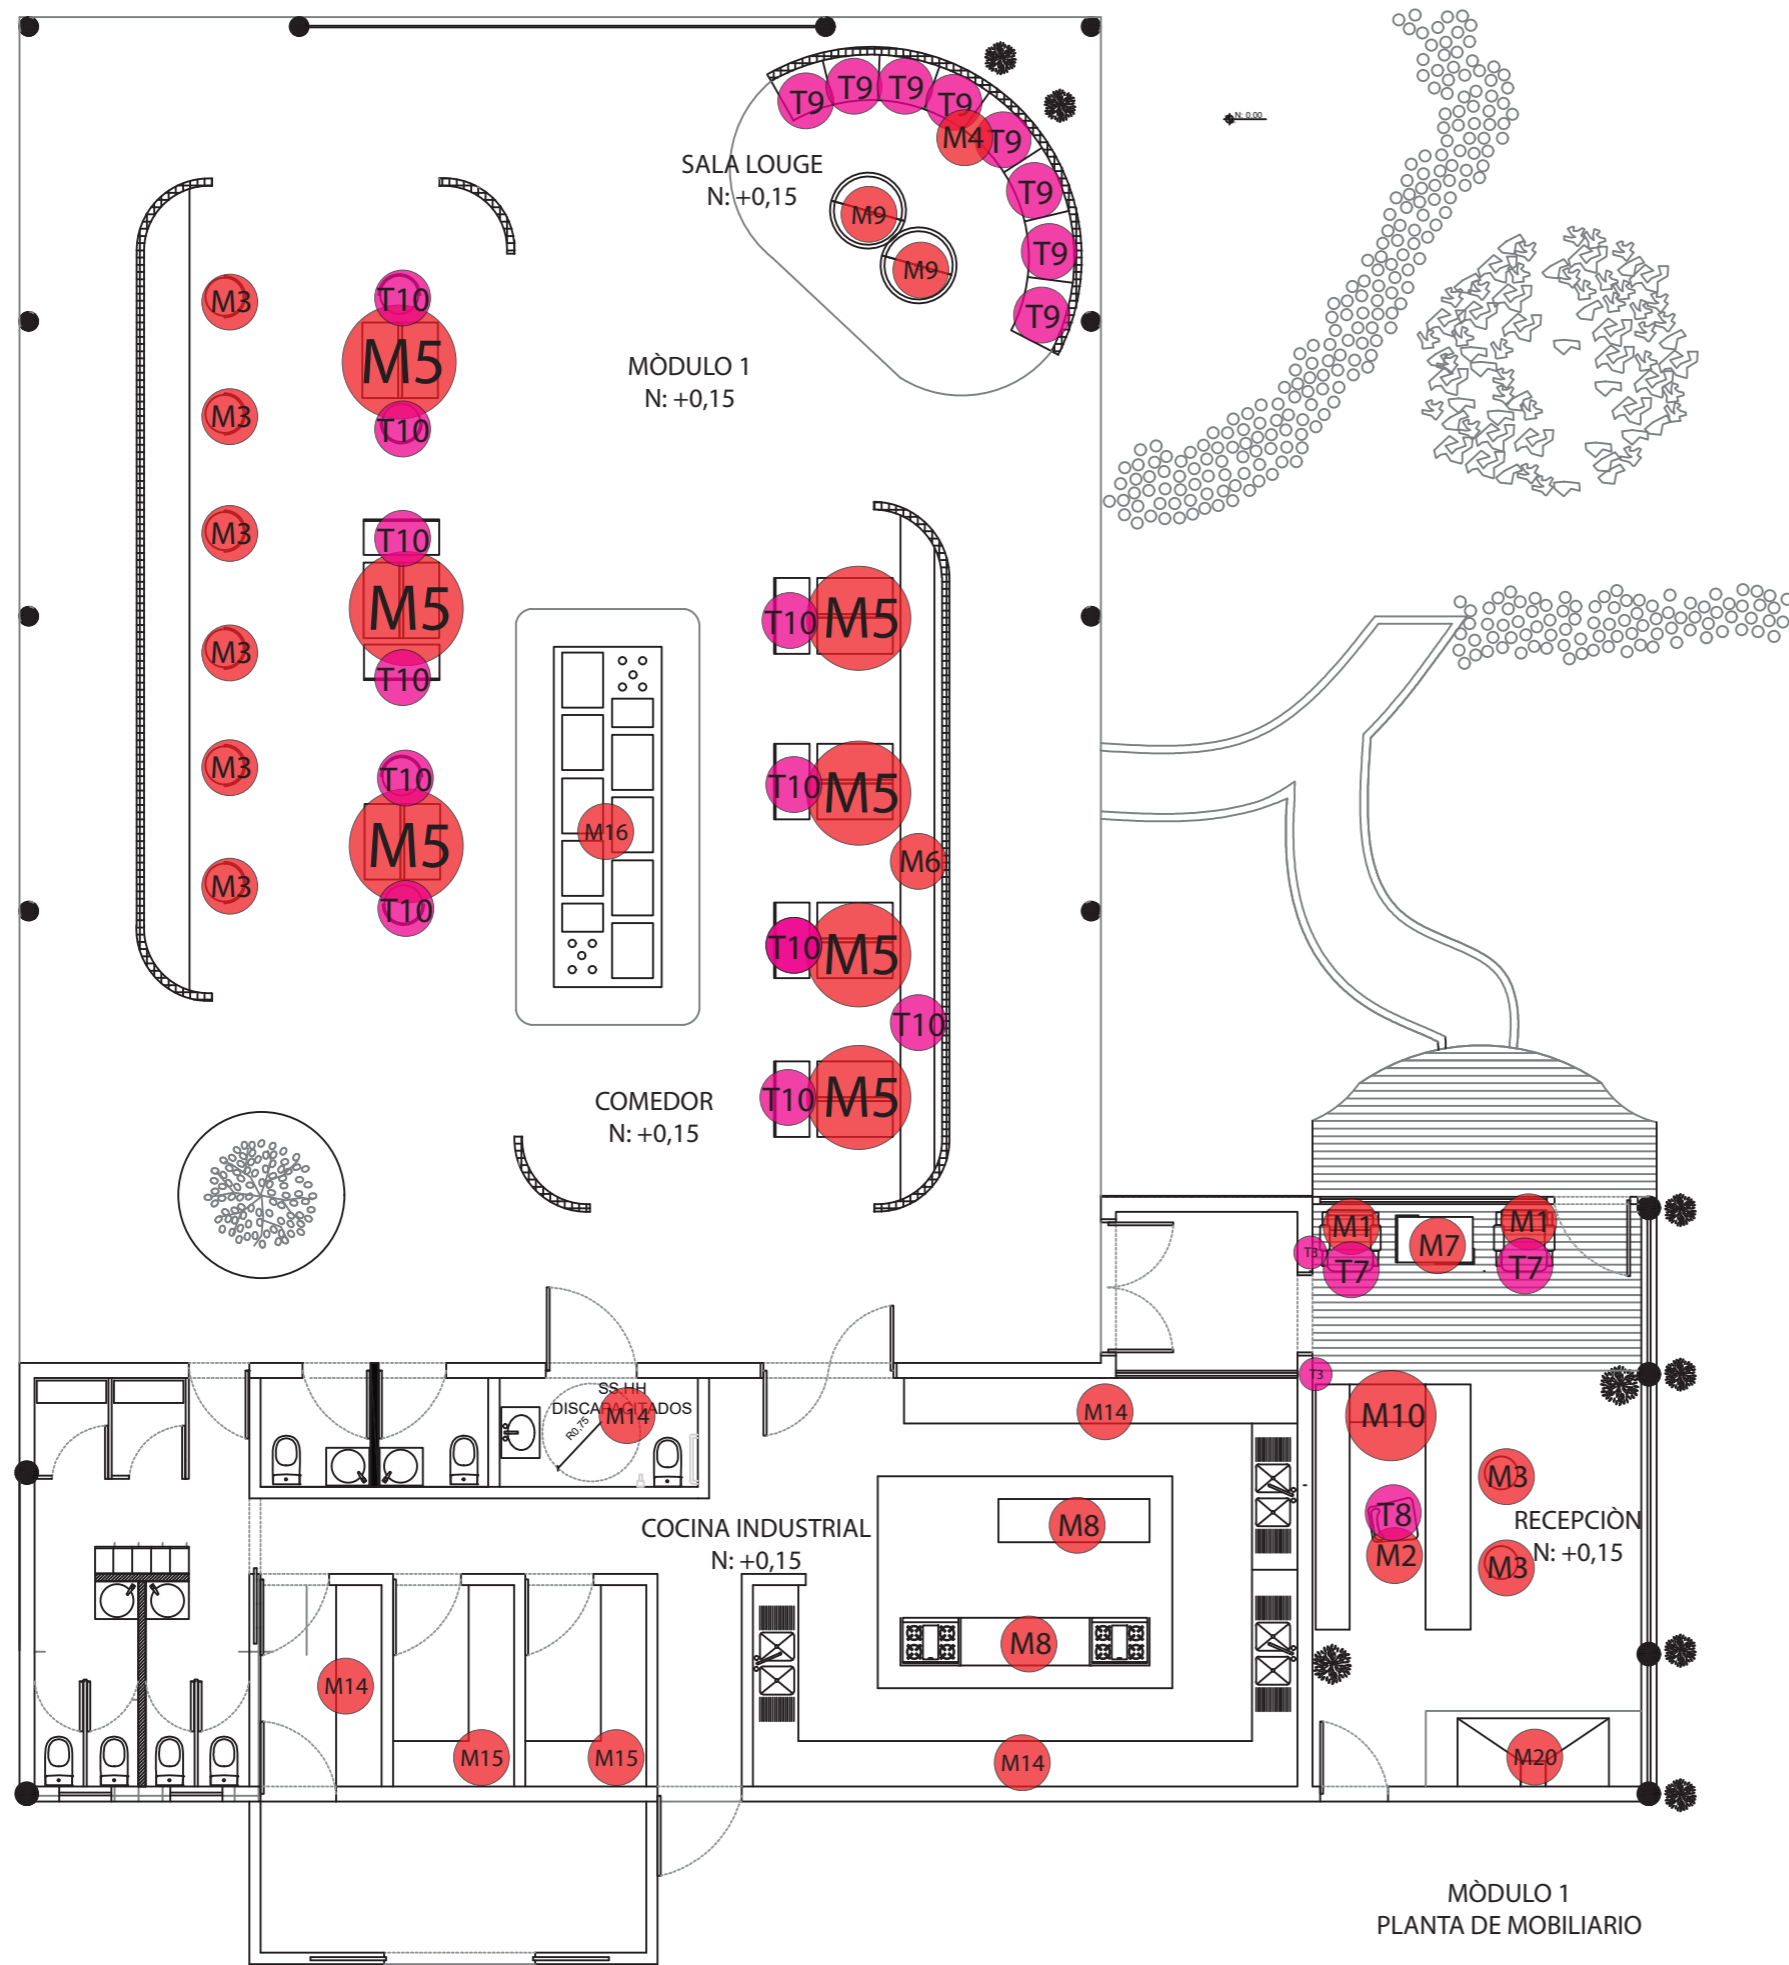 T9 T9 T9 T9
M4 T9
N: 0.00
SALA LOUGE
N: +0,15
T9
M9
T9
M9
T9
M3 T10
M5
MÒDULO 1
N: +0,15
M3 T10
M3 T10
M5 T10 M5
M3 T10
M3 T10 T10 M5
M5 M16 M6
M3 T10
T10 M5
T10
COMEDOR
N: +0,15
T10 M5
M1 M7 M1
T3 T7 T7
T3
SS.HH
DISCAPACITADOS
R0,75
M14 M14 M10
M3
COCINA INDUSTRIAL
N: +0,15
M8 T8
RECEPCIÒN
N: +0,15
M2 M3
M8
M14
M15 M15 M14 M20
MÒDULO 1
PLANTA DE MOBILIARIO